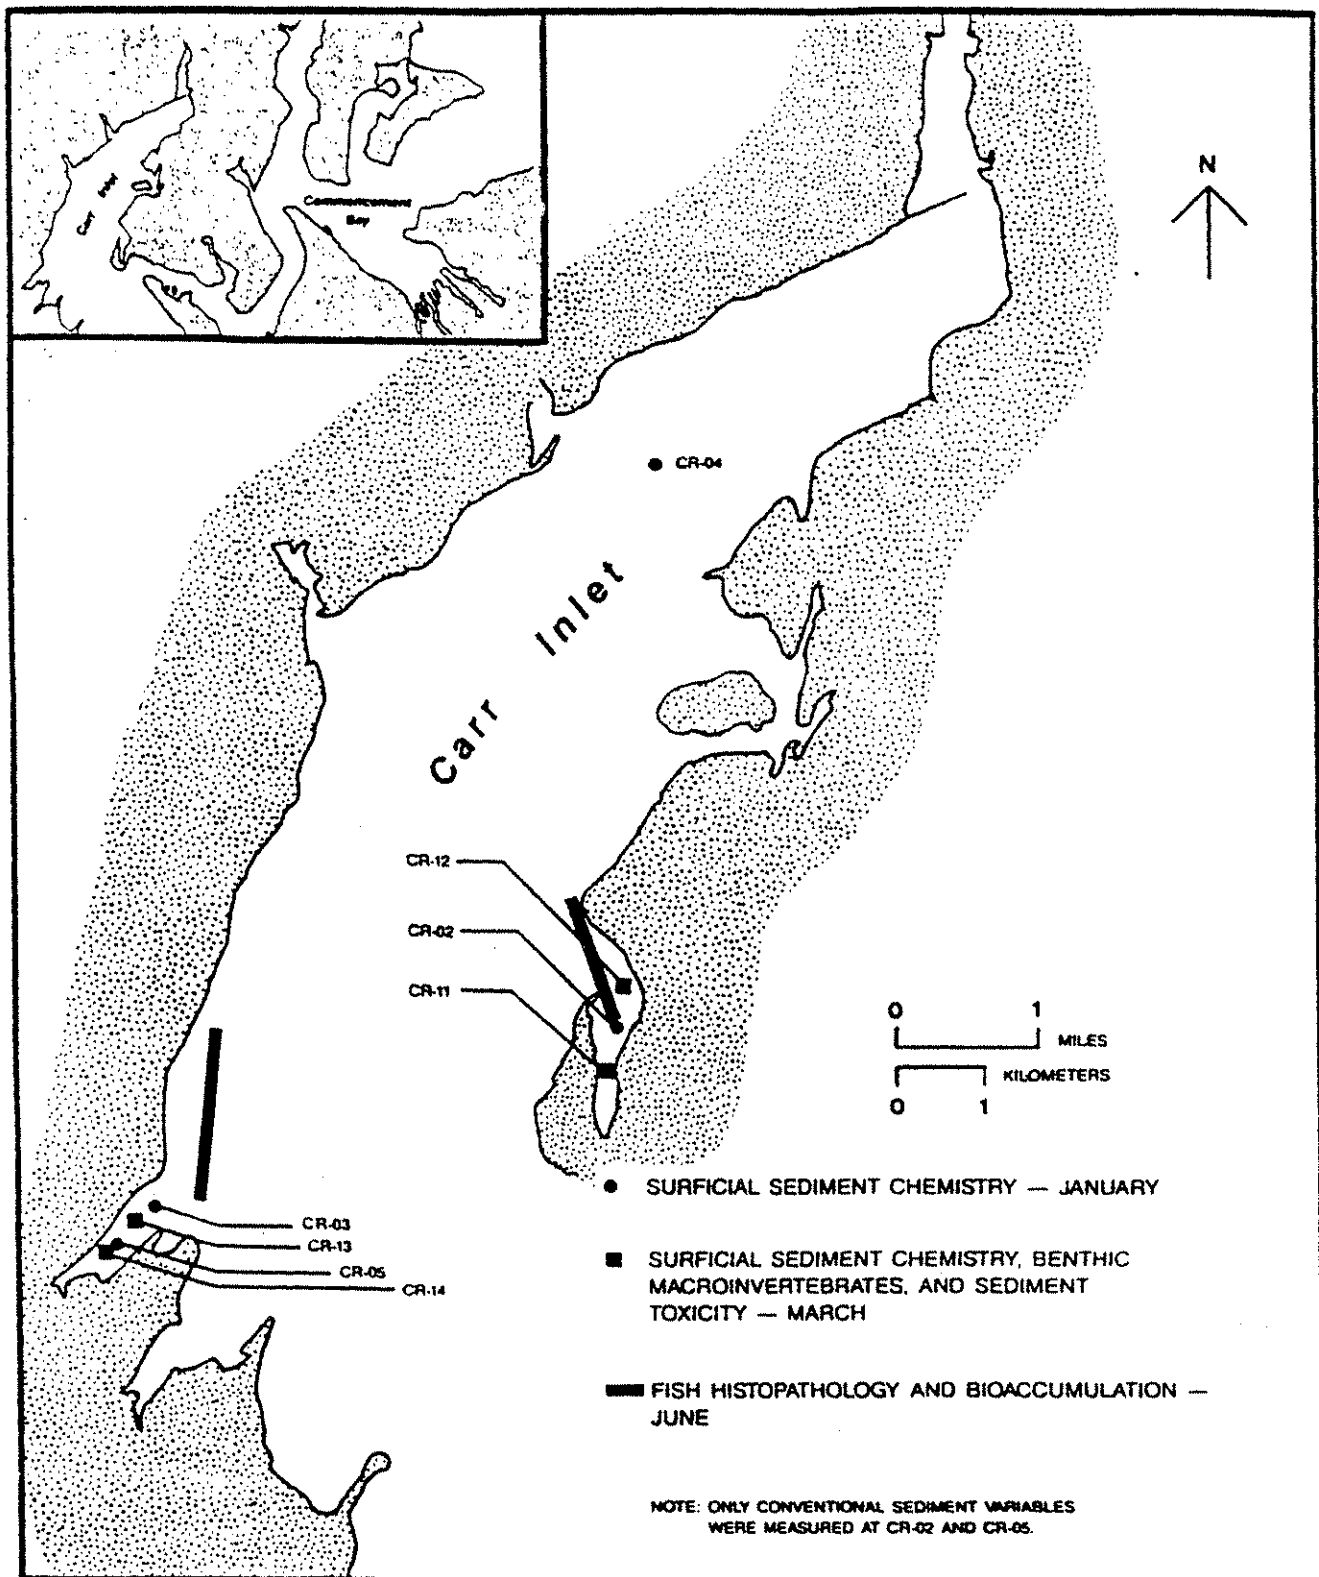 Carr Inlet
Commencement
Bay
N
CR-04
Carr Inlet
CR-12
CR-02
CR-11
0 1
MILES
KILOMETERS
0 1
CR-03
CR-13
CR-05
CR-14
SURFICIAL SEDIMENT CHEMISTRY — JANUARY
SURFICIAL SEDIMENT CHEMISTRY, BENTHIC
MACROINVERTEBRATES, AND SEDIMENT
TOXICITY — MARCH
FISH HISTOPATHOLOGY AND BIOACCUMULATION —
JUNE
NOTE: ONLY CONVENTIONAL SEDIMENT VARIABLES
WERE MEASURED AT CR-02 AND CR-05.